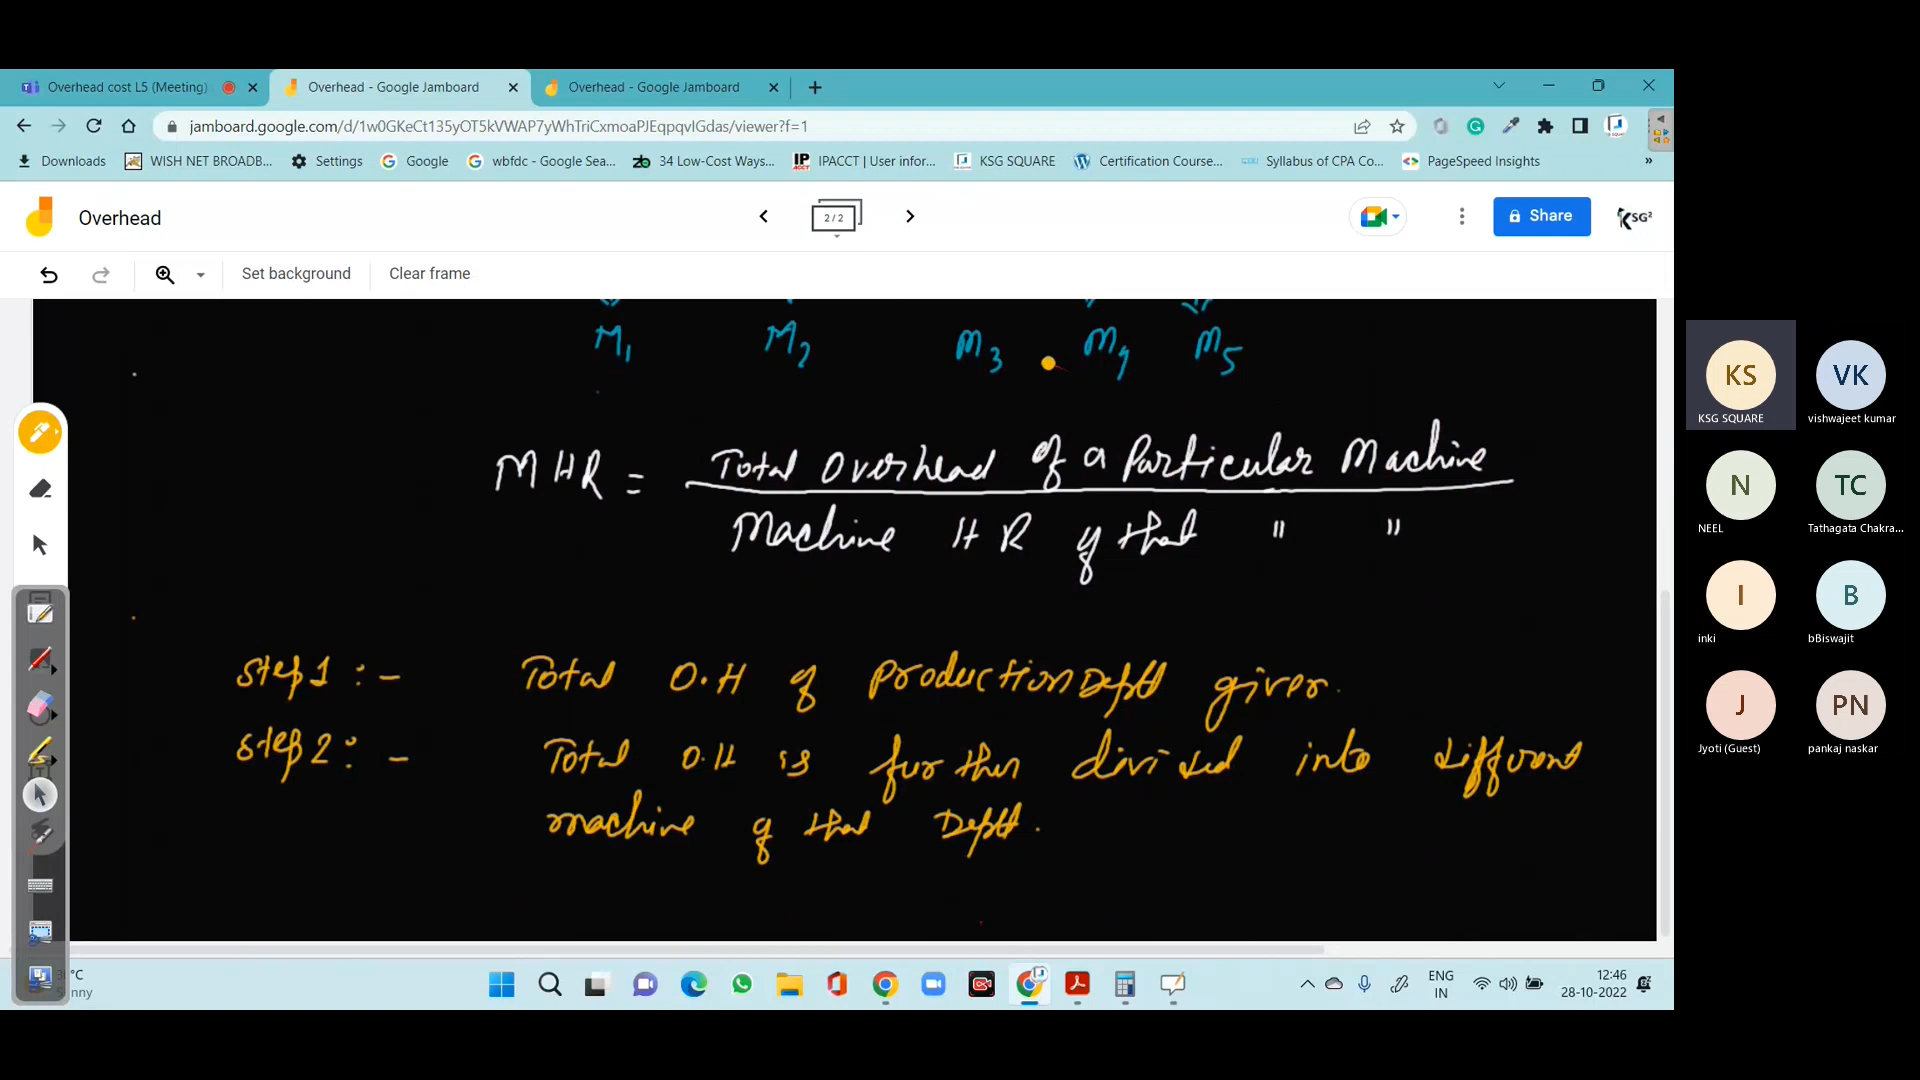 Overhead cost L5 (Meeting)
Overhead - Google Jamboard
Overhead - Google Jamboard
jamboard.google.com/d/1w0GKeCt135yOT5kVWAP7yWhTriCxmoaPJEqpqvIGdas/viewer?f=1
Downloads
WISH NET BROADB...
Settings
Google
wbfdc - Google Sea...
34 Low-Cost Ways...
IPACCT | User infor...
KSG SQUARE
Certification Course...
Syllabus of CPA Co...
PageSpeed Insights
»
Overhead
2 / 2
Share
KSG²
Set background
Clear frame
M1 M2 M3 M4 M5
MHR = Total Overhead of a Particular Machine
Machine HR of that " "
Step 1 :- Total O.H of Production Deptt given.
Step 2 :- Total O.H is further divided into different
machine of that Deptt.
KS
KSG SQUARE
VK
vishwajeet kumar
N
NEEL
TC
Tathagata Chakra...
I
inki
B
bBiswajit
J
Jyoti (Guest)
PN
pankaj naskar
ENG
IN
12:46
28-10-2022